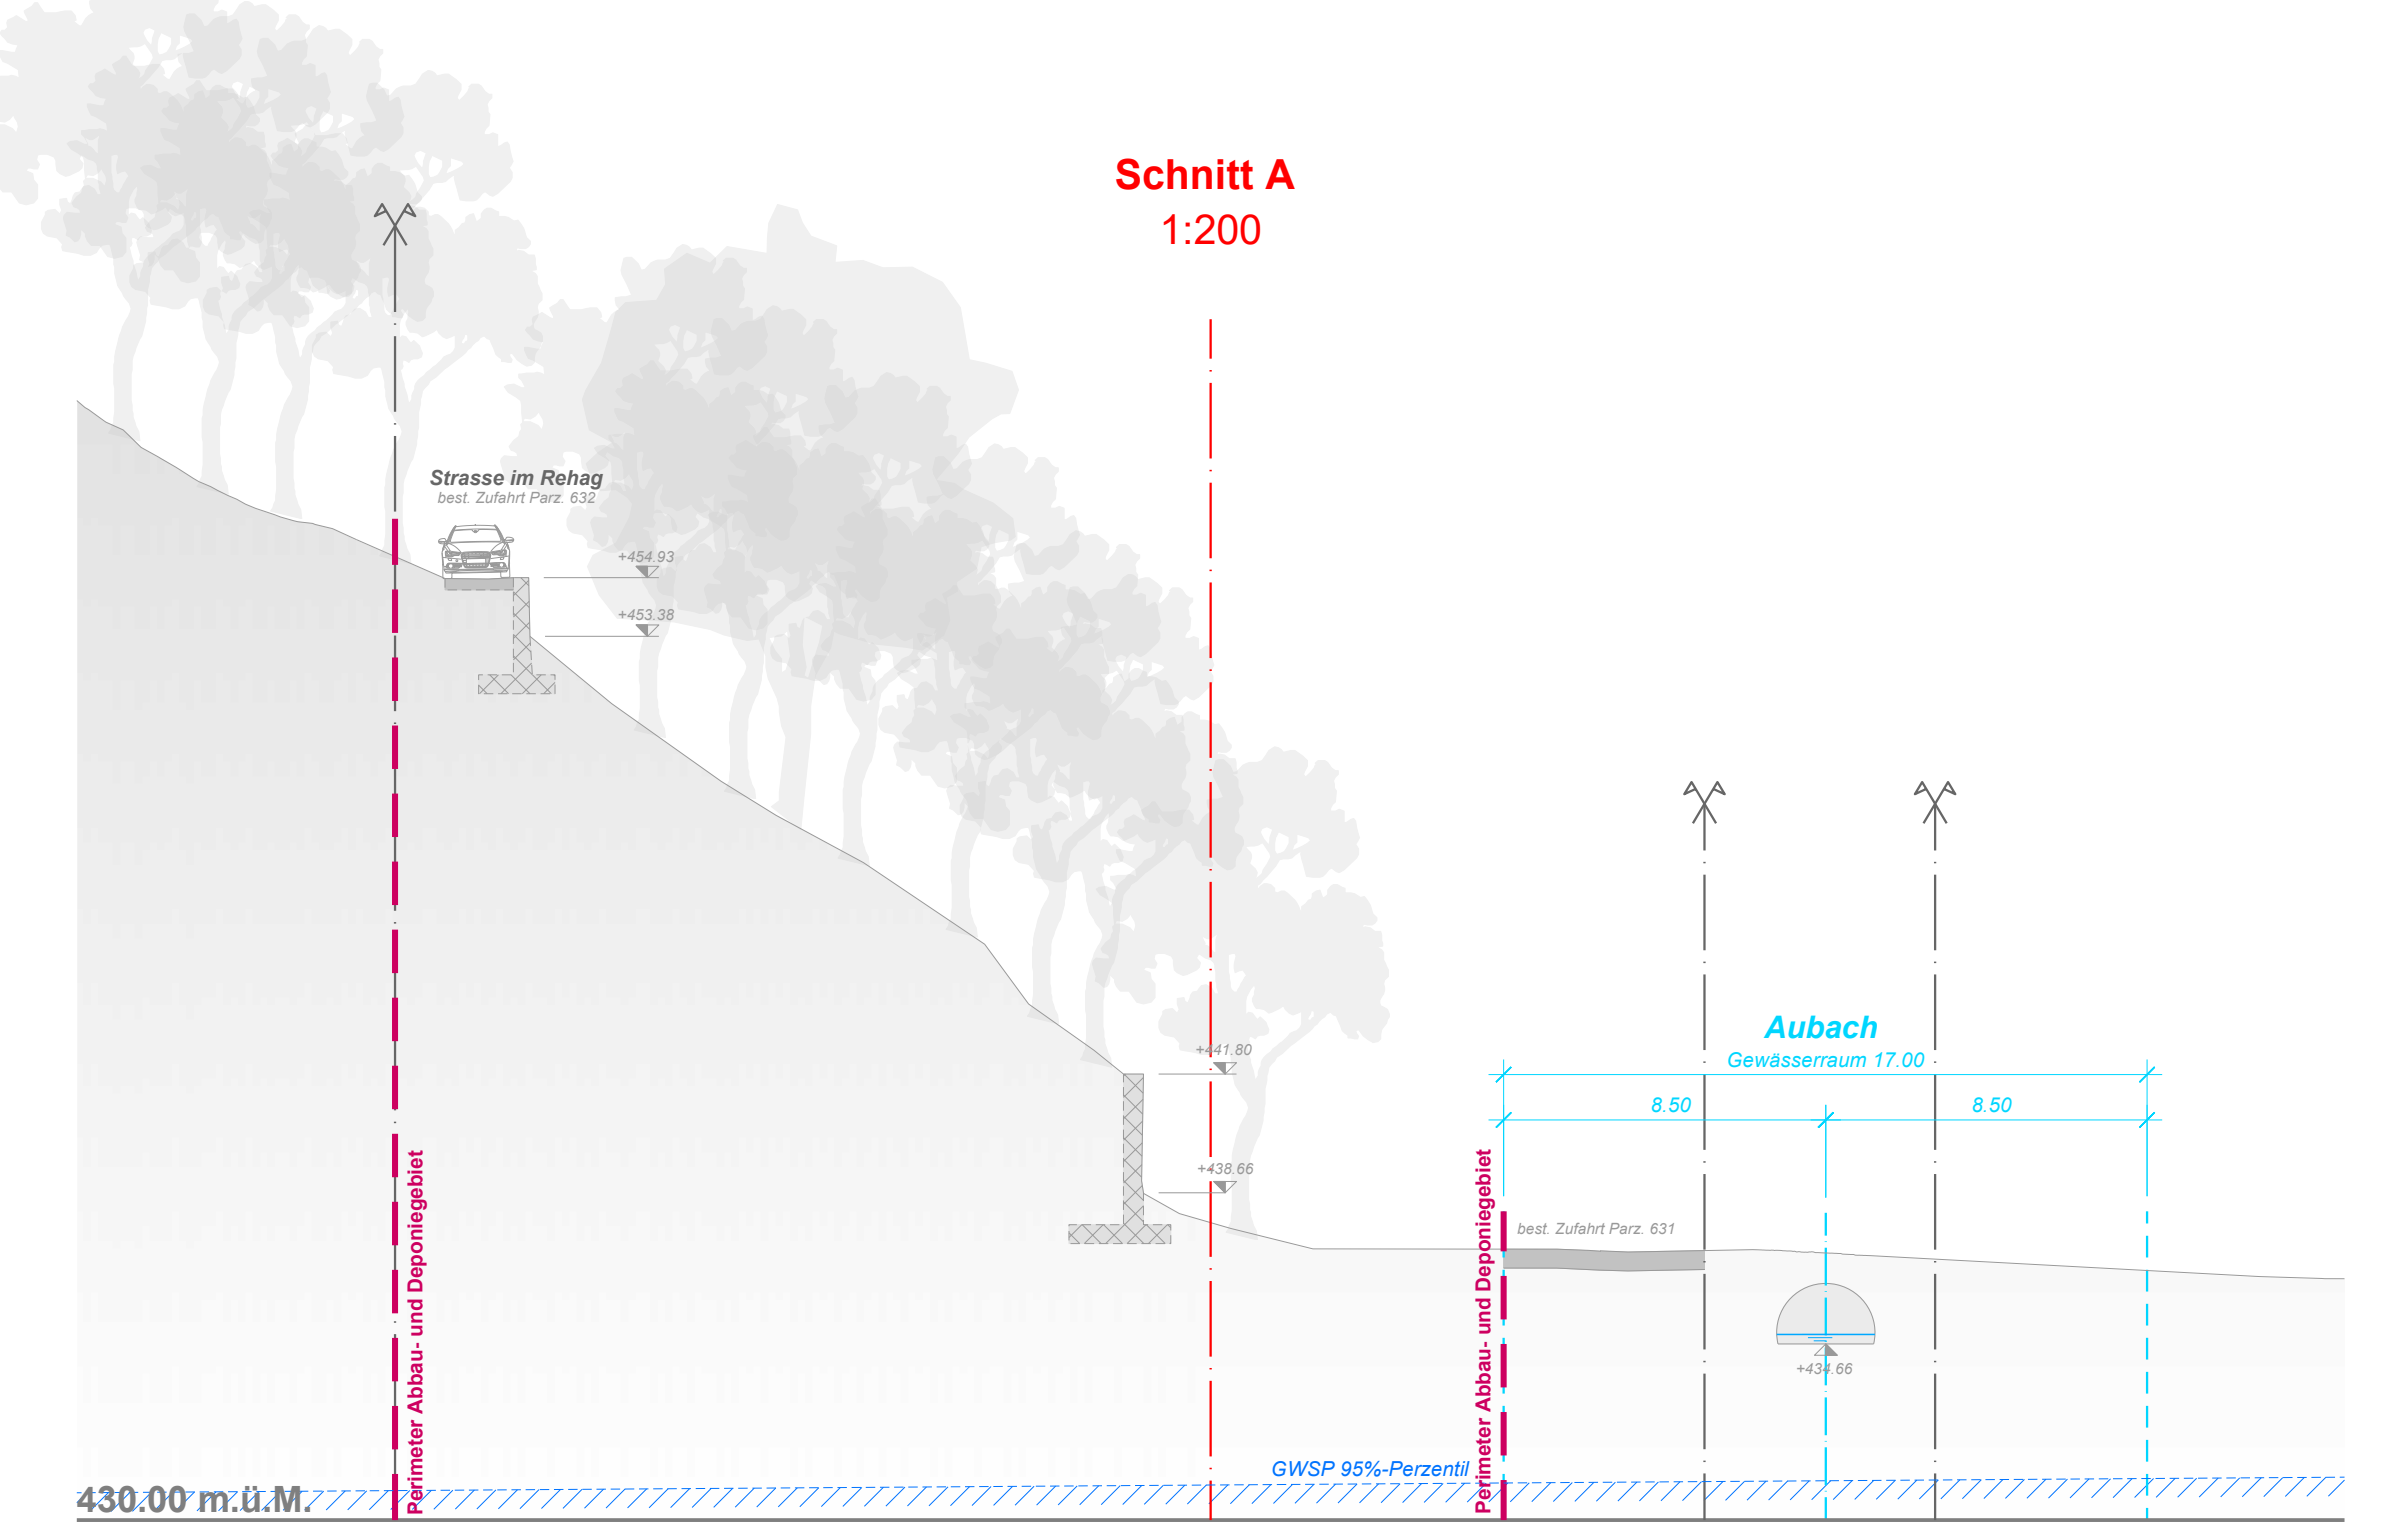 Schnitt A
1:200
Strasse im Rehag
best. Zufahrt Parz. 632
+454.93
+453.38
Aubach
+441.80
Gewässerraum 17.00
8.50
8.50
+438.66
Perimeter Abbau- und Deponiegebiet
Perimeter Abbau- und Deponiegebiet
best. Zufahrt Parz. 631
+434.66
GWSP 95%-Perzentil
430.00 m.ü.M.